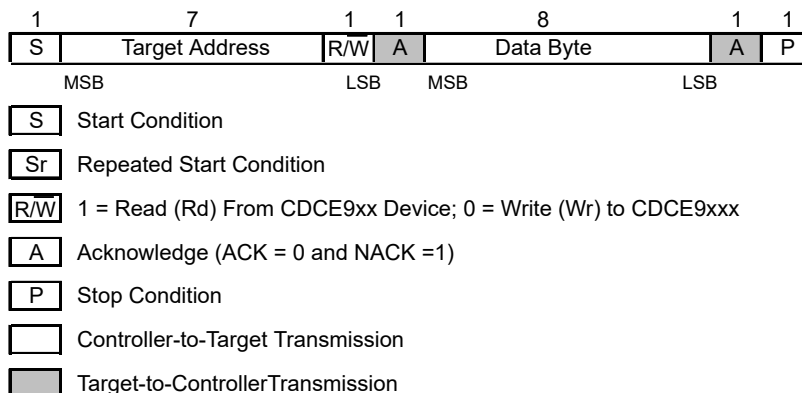 1 7 1 1 8 1 1
S Target Address R/W A Data Byte A P
MSB LSB MSB LSB
S Start Condition
Sr Repeated Start Condition
R/W 1 = Read (Rd) From CDCE9xx Device; 0 = Write (Wr) to CDCE9xxx
A Acknowledge (ACK = 0 and NACK =1)
P Stop Condition
Controller-to-Target Transmission
Target-to-ControllerTransmission